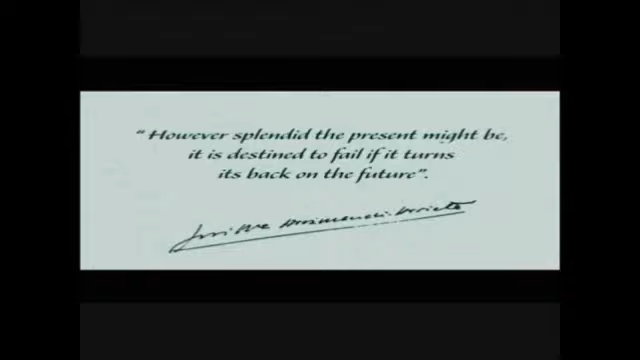 “However splendid the present might be,
it is destined to fail if it turns
its back on the future”.